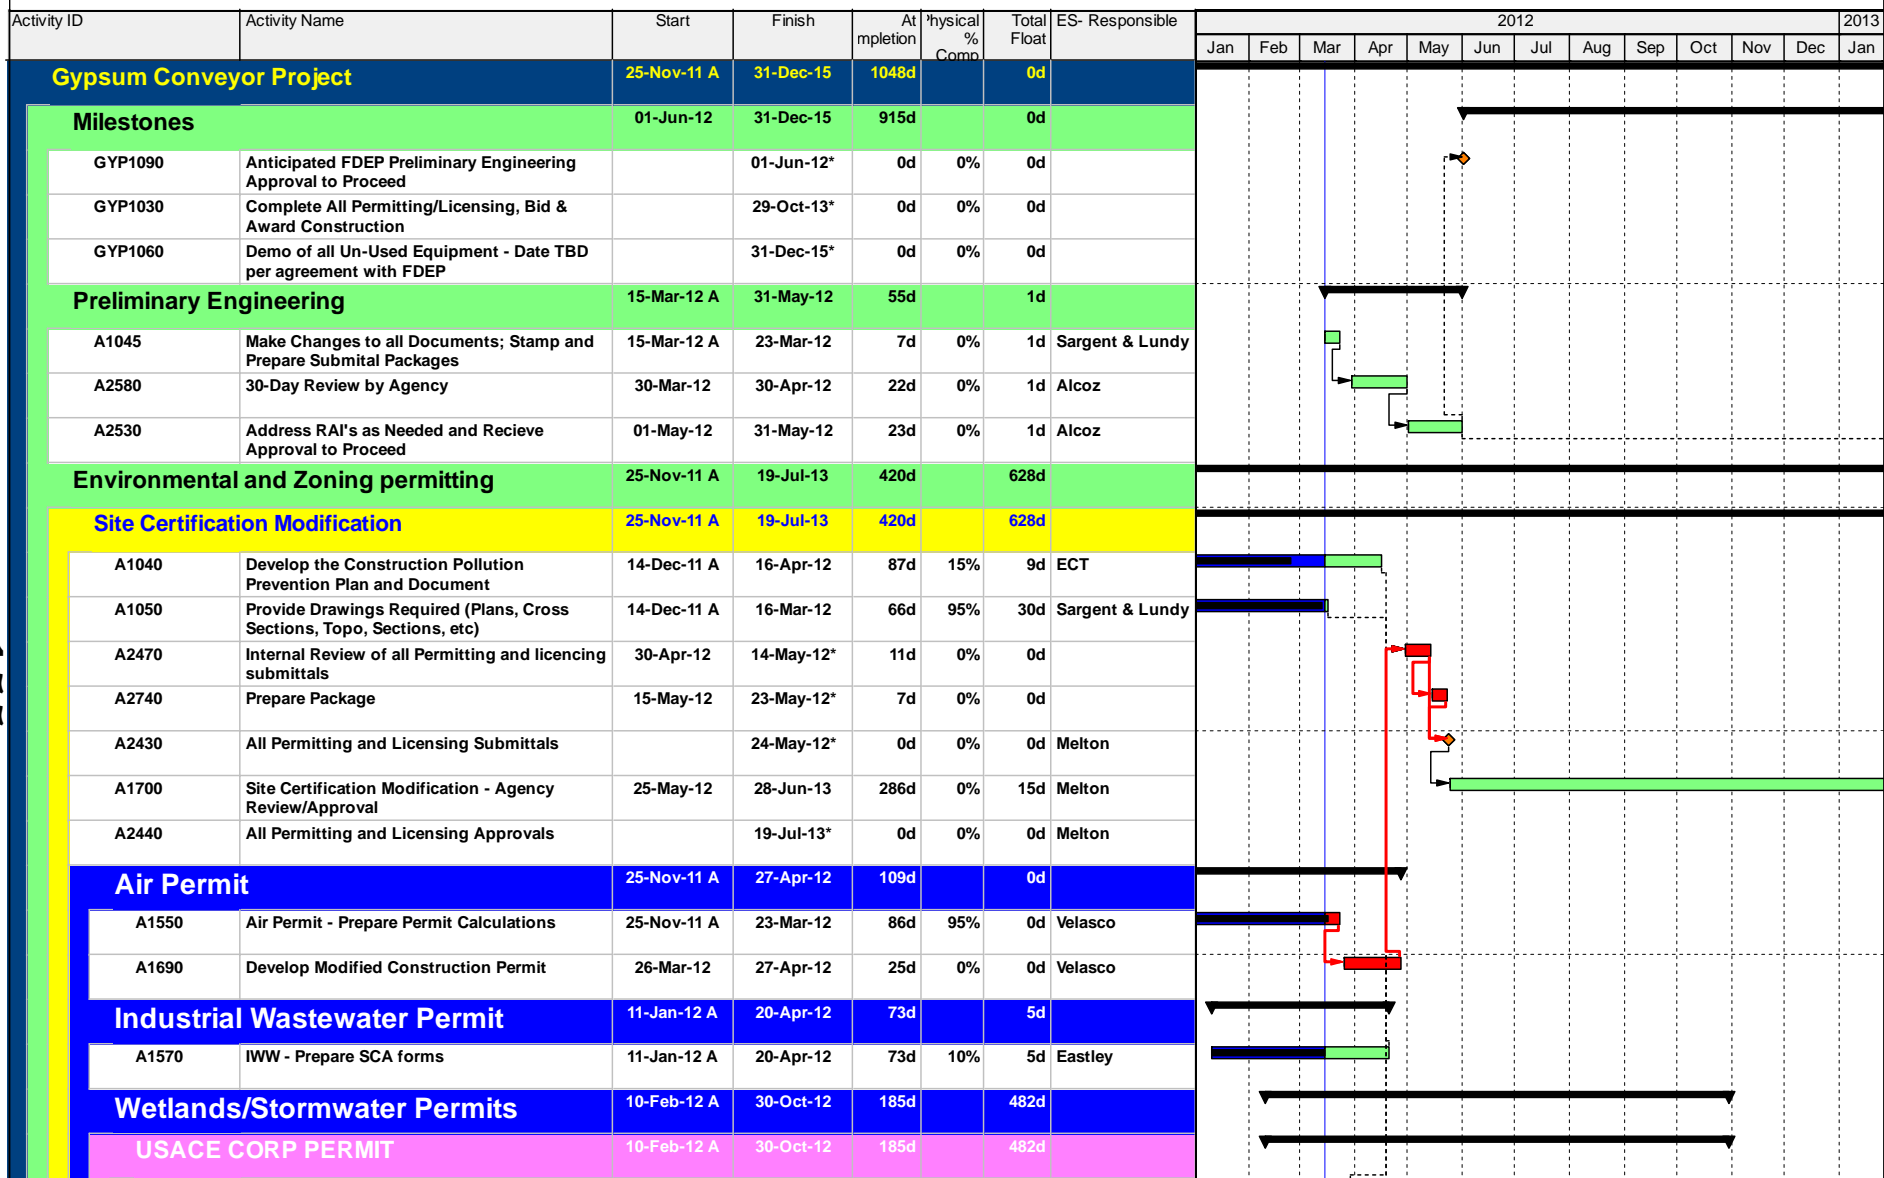 Activity ID Activity Name Start Finish At Physical Total ES- Responsible 2012 2013
mpletion % Float
Comp
Jan Feb Mar Apr May Jun Jul Aug Sep Oct Nov Dec Jan
Gypsum Conveyor Project 25-Nov-11 A 31-Dec-15 1048d 0d
Milestones 01-Jun-12 31-Dec-15 915d 0d
GYP1090 Anticipated FDEP Preliminary Engineering 01-Jun-12* 0d 0% 0d
Approval to Proceed
GYP1030 Complete All Permitting/Licensing, Bid & 29-Oct-13* 0d 0% 0d
Award Construction
GYP1060 Demo of all Un-Used Equipment - Date TBD 31-Dec-15* 0d 0% 0d
per agreement with FDEP
Preliminary Engineering 15-Mar-12 A 31-May-12 55d 1d
A1045 Make Changes to all Documents; Stamp and 15-Mar-12 A 23-Mar-12 7d 0% 1d Sargent & Lundy
Prepare Submital Packages
A2580 30-Day Review by Agency 30-Mar-12 30-Apr-12 22d 0% 1d Alcoz
A2530 Address RAI's as Needed and Recieve 01-May-12 31-May-12 23d 0% 1d Alcoz
Approval to Proceed
Environmental and Zoning permitting 25-Nov-11 A 19-Jul-13 420d 628d
Site Certification Modification 25-Nov-11 A 19-Jul-13 420d 628d
A1040 Develop the Construction Pollution 14-Dec-11 A 16-Apr-12 87d 15% 9d ECT
Prevention Plan and Document
A1050 Provide Drawings Required (Plans, Cross 14-Dec-11 A 16-Mar-12 66d 95% 30d Sargent & Lundy
Sections, Topo, Sections, etc)
A2470 Internal Review of all Permitting and licencing 30-Apr-12 14-May-12* 11d 0% 0d
submittals
A2740 Prepare Package 15-May-12 23-May-12* 7d 0% 0d
A2430 All Permitting and Licensing Submittals 24-May-12* 0d 0% 0d Melton
A1700 Site Certification Modification - Agency 25-May-12 28-Jun-13 286d 0% 15d Melton
Review/Approval
A2440 All Permitting and Licensing Approvals 19-Jul-13* 0d 0% 0d Melton
Air Permit 25-Nov-11 A 27-Apr-12 109d 0d
A1550 Air Permit - Prepare Permit Calculations 25-Nov-11 A 23-Mar-12 86d 95% 0d Velasco
A1690 Develop Modified Construction Permit 26-Mar-12 27-Apr-12 25d 0% 0d Velasco
Industrial Wastewater Permit 11-Jan-12 A 20-Apr-12 73d 5d
A1570 IWW - Prepare SCA forms 11-Jan-12 A 20-Apr-12 73d 10% 5d Eastley
Wetlands/Stormwater Permits 10-Feb-12 A 30-Oct-12 185d 482d
USACE CORP PERMIT 10-Feb-12 A 30-Oct-12 185d 482d